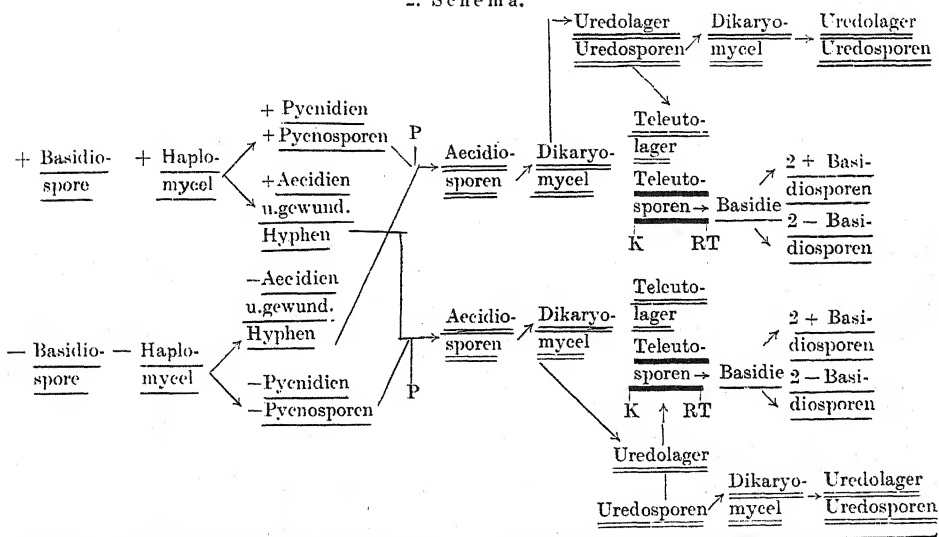 2. Schema.
→Uredolager
Uredosporen
Dikaryo-
mycel
Uredolager
Uredosporen
+ Pycnidien
+ Pycnosporen
P
Teleuto-
lager
+ Basidio-
spore
+ Haplo-
mycel
Aecidio-
sporen
Dikaryo-
mycel
+ Aecidien
u. gewund.
Hyphen
Teleuto-
sporen→ Basidie
K RT
2 + Basi-
diosporen
2 — Basi-
diosporen
—Aecidien
u. gewund.
Hyphen
Teleuto-
lager
— Basidio-
spore
— Haplo-
mycel
Aecidio-
sporen
Dikaryo-
mycel
—Pycnidien
—Pycnosporen
P
Teleuto-
sporen→ Basidie
K RT
2 + Basi-
diosporen
2 — Basi-
diosporen
Uredolager
Uredosporen
Dikaryo-
mycel
Uredolager
Uredosporen